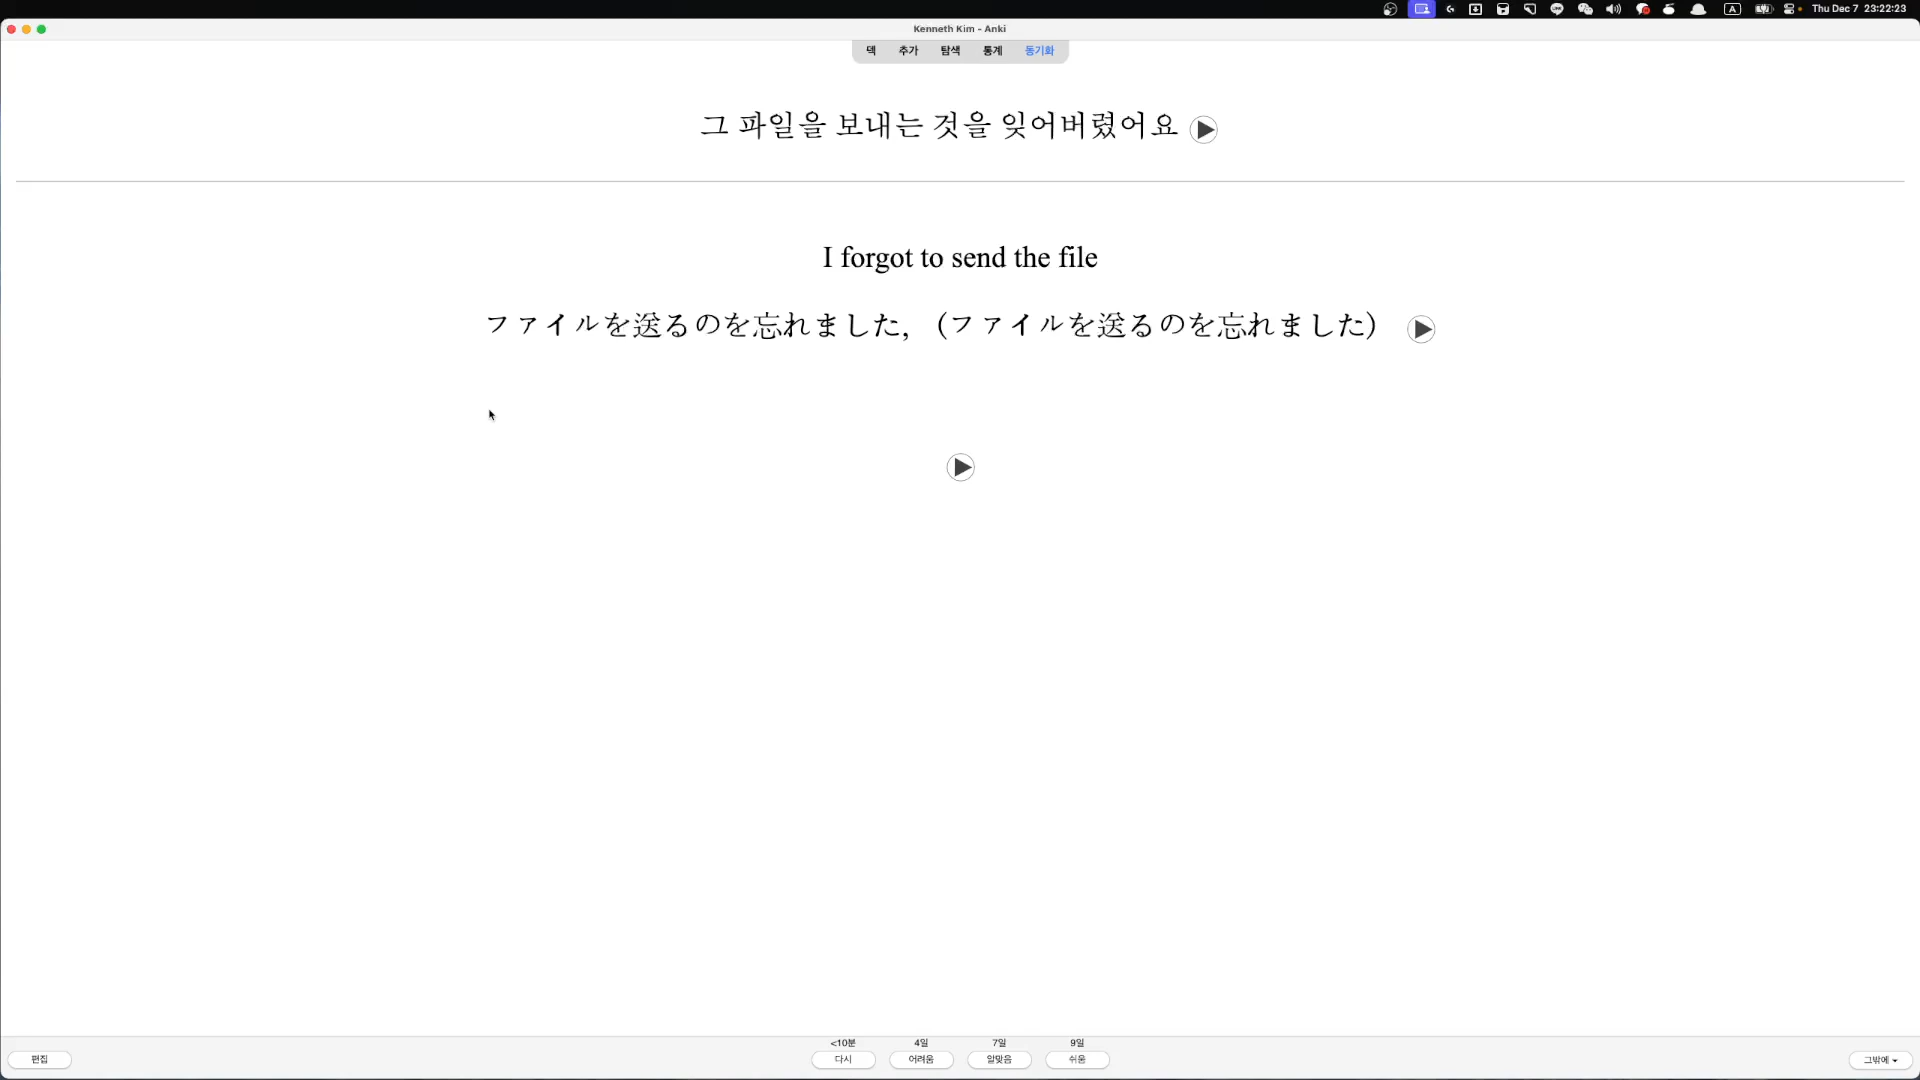 Thu Dec 7 23:22:23
Kenneth Kim - Anki
덱 추가 탐색 통계 동기화
그 파일을 보내는 것을 잊어버렸어요
I forgot to send the file
ファイルを送るのを忘れました, (ファイルを送るのを忘れました)
<10분 4일 7일 9일
편집 다시 어려움 알맞음 쉬움 그밖에